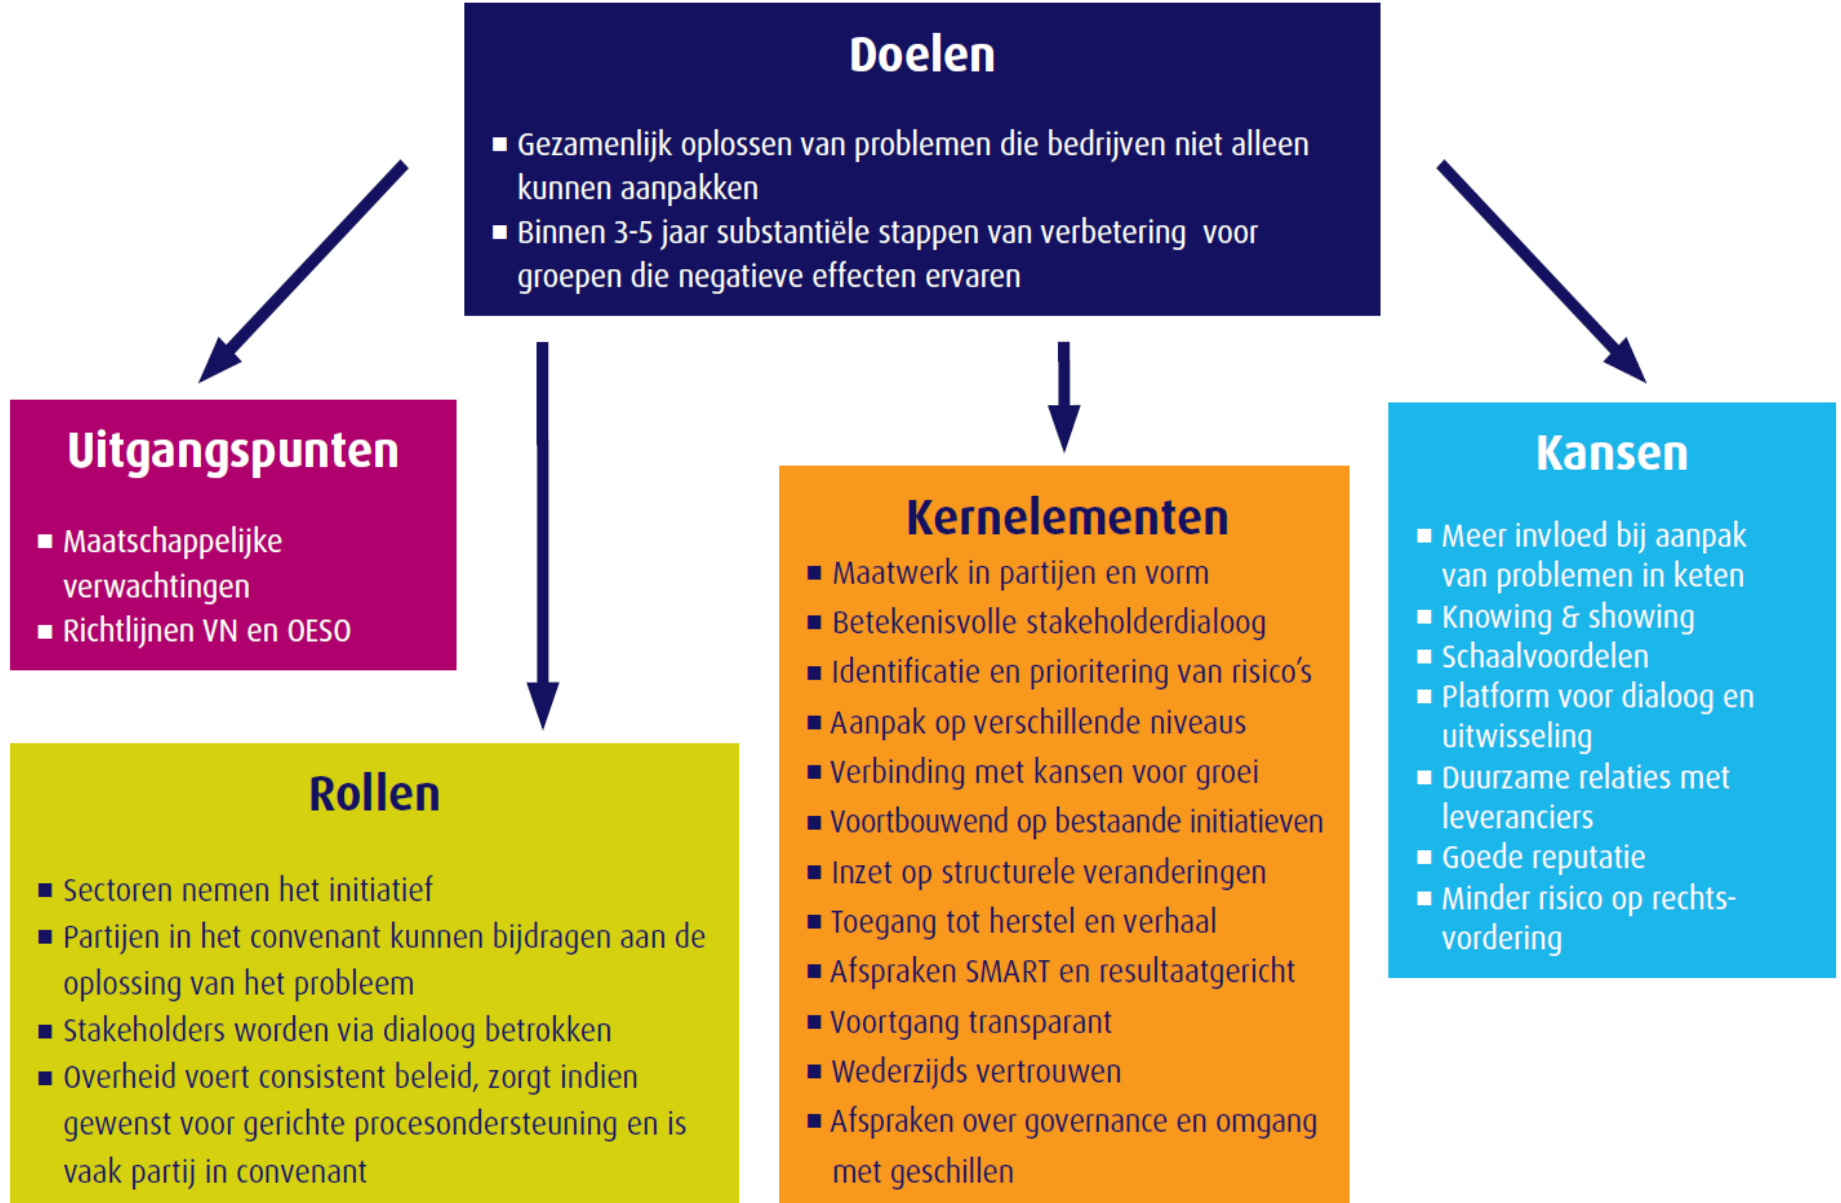 Doelen
■ Gezamenlijk oplossen van problemen die bedrijven niet alleen
kunnen aanpakken
■ Binnen 3-5 jaar substantiële stappen van verbetering voor
groepen die negatieve effecten ervaren
Uitgangspunten
■ Maatschappelijke
verwachtingen
■ Richtlijnen VN en OESO
Rollen
■ Sectoren nemen het initiatief
■ Partijen in het convenant kunnen bijdragen aan de
oplossing van het probleem
■ Stakeholders worden via dialoog betrokken
■ Overheid voert consistent beleid, zorgt indien
gewenst voor gerichte procesondersteuning en is
vaak partij in convenant
Kernelementen
■ Maatwerk in partijen en vorm
■ Betekenisvolle stakeholderdialoog
■ Identificatie en prioritering van risico's
■ Aanpak op verschillende niveaus
■ Verbinding met kansen voor groei
■ Voortbouwend op bestaande initiatieven
■ Inzet op structurele veranderingen
■ Toegang tot herstel en verhaal
■ Afspraken SMART en resultaatgericht
■ Voortgang transparant
■ Wederzijds vertrouwen
■ Afspraken over governance en omgang
met geschillen
Kansen
■ Meer invloed bij aanpak
van problemen in keten
■ Knowing & showing
■ Schaalvoordelen
■ Platform voor dialoog en
uitwisseling
■ Duurzame relaties met
leveranciers
■ Goede reputatie
■ Minder risico op rechts-
vordering